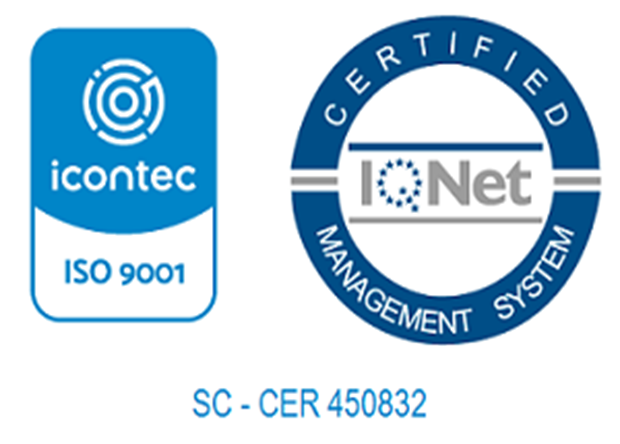 icontec
ISO 9001
CERTIFIED
IQNet
MANAGEMENT SYSTEM
SC - CER 450832